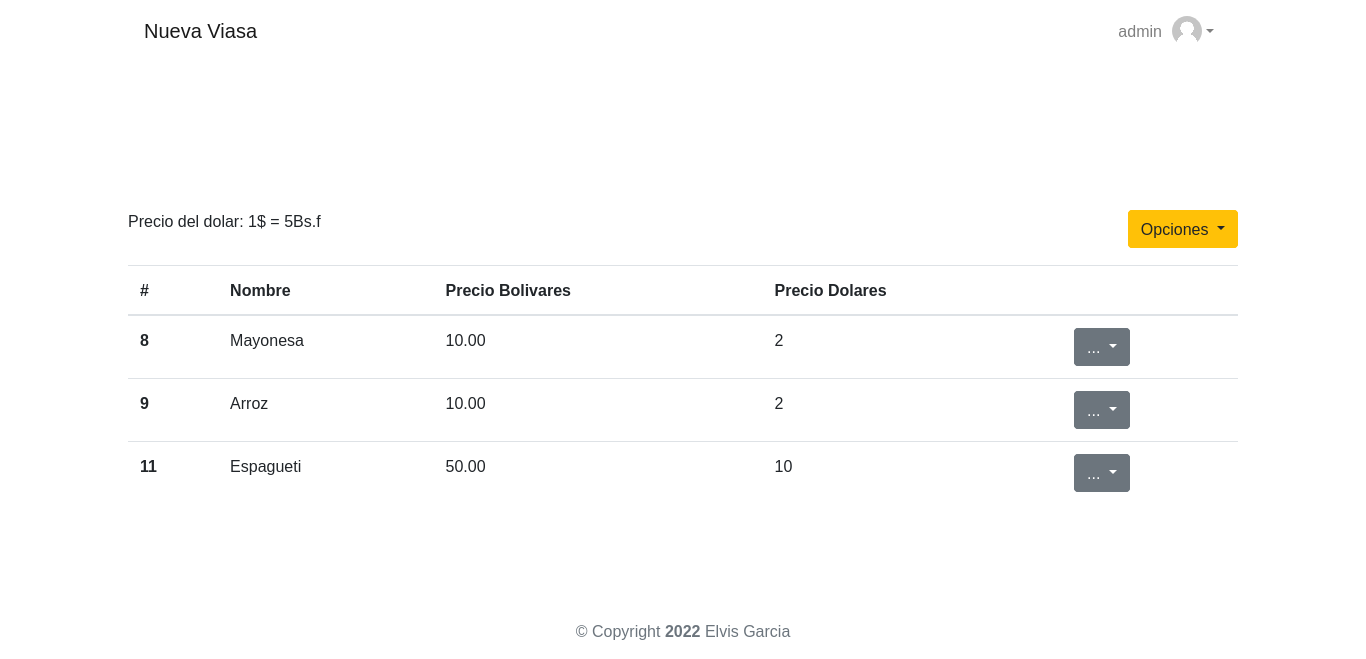 Nueva Viasa
admin
Precio del dolar: 1$ = 5Bs.f
Opciones
# Nombre Precio Bolivares Precio Dolares
8 Mayonesa 10.00 2 ...
9 Arroz 10.00 2 ...
11 Espagueti 50.00 10 ...
© Copyright 2022 Elvis Garcia